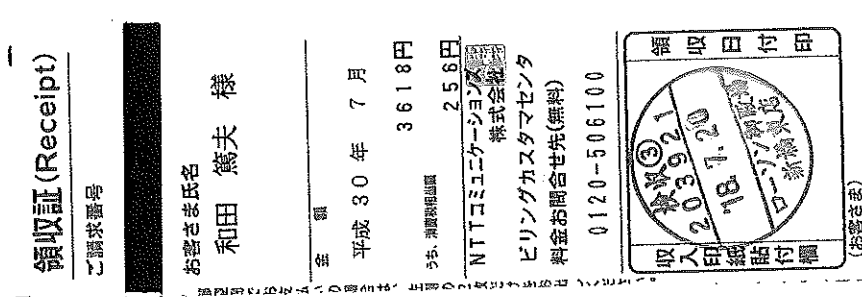 領収証(Receipt)
ご請求番号
お客さま氏名
和田 篤夫 様
金額
平成 30 年 7 月
3618円
うち、消費税相当額
256円
NTTコミュニケーションズ
株式会社
ビリングカスタマセンタ
料金お問合せ先(無料)
0120-506100
領収日付印
203921
'18.7.20
ローソン
収入印紙貼付欄
(お客さま)